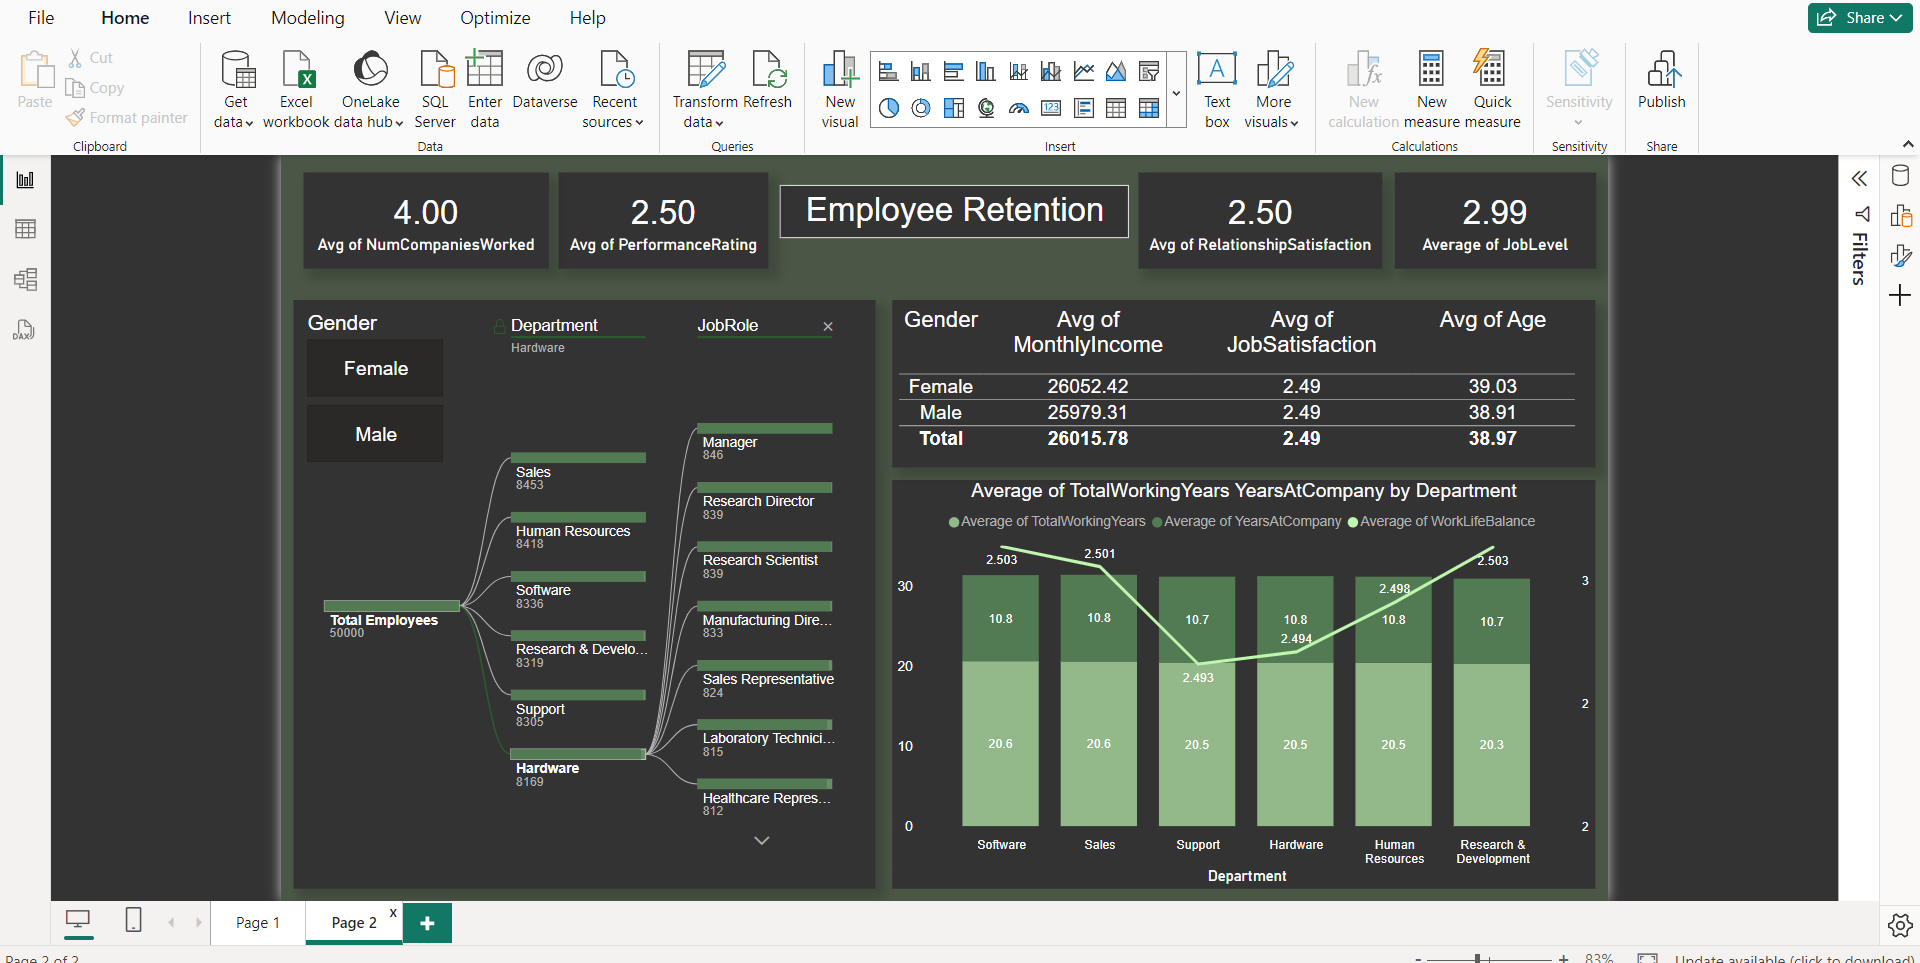 File Home Insert Modeling View Optimize Help
Share
Paste
Cut
Copy
Format painter
Clipboard
Get
data
Excel
workbook
OneLake
data hub
SQL
Server
Enter
data
Dataverse
Recent
sources
Data
Transform
data
Refresh
Queries
New
visual
123
A
Text
box
More
visuals
Insert
New
calculation
New
measure
Quick
measure
Calculations
Sensitivity
Sensitivity
Publish
Share
DAX
Filters
4.00
Avg of NumCompaniesWorked
2.50
Avg of PerformanceRating
Employee Retention
2.50
Avg of RelationshipSatisfaction
2.99
Average of JobLevel
Gender
Female
Male
Department
Hardware
JobRole
Total Employees
50000
Sales
8453
Human Resources
8418
Software
8336
Research & Develo...
8319
Support
8305
Hardware
8169
Manager
846
Research Director
839
Research Scientist
839
Manufacturing Dire...
833
Sales Representative
824
Laboratory Technici...
815
Healthcare Repres...
812
Gender Avg of MonthlyIncome Avg of JobSatisfaction Avg of Age
Female 26052.42 2.49 39.03
Male 25979.31 2.49 38.91
Total 26015.78 2.49 38.97
Average of TotalWorkingYears YearsAtCompany by Department
Average of TotalWorkingYears Average of YearsAtCompany Average of WorkLifeBalance
2.503 2.501 2.493 2.494 2.498 2.503
30
20
10
0
3
2
2
10.8 10.8 10.7 10.8 10.8 10.7
20.6 20.6 20.5 20.5 20.5 20.3
Software Sales Support Hardware Human Resources Research & Development
Department
Page 1
Page 2 x
Page 2 of 2
83%
Update available (click to download)